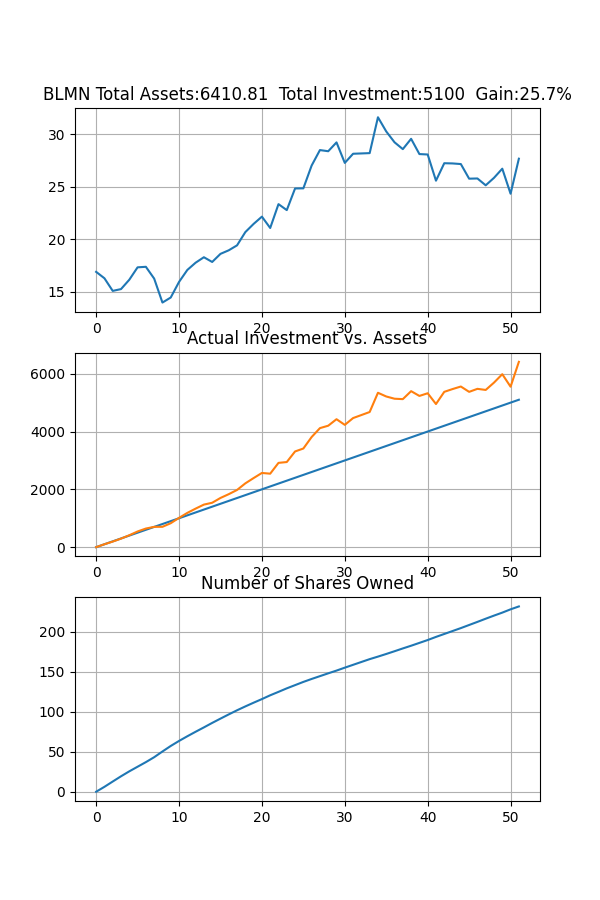 BLMN Total Assets:6410.81  Total Investment:5100  Gain:25.7%
30
25
20
15
0 10 20 30 40 50
Actual Investment vs. Assets
6000
4000
2000
0
0 10 20 30 40 50
Number of Shares Owned
200
150
100
50
0
0 10 20 30 40 50